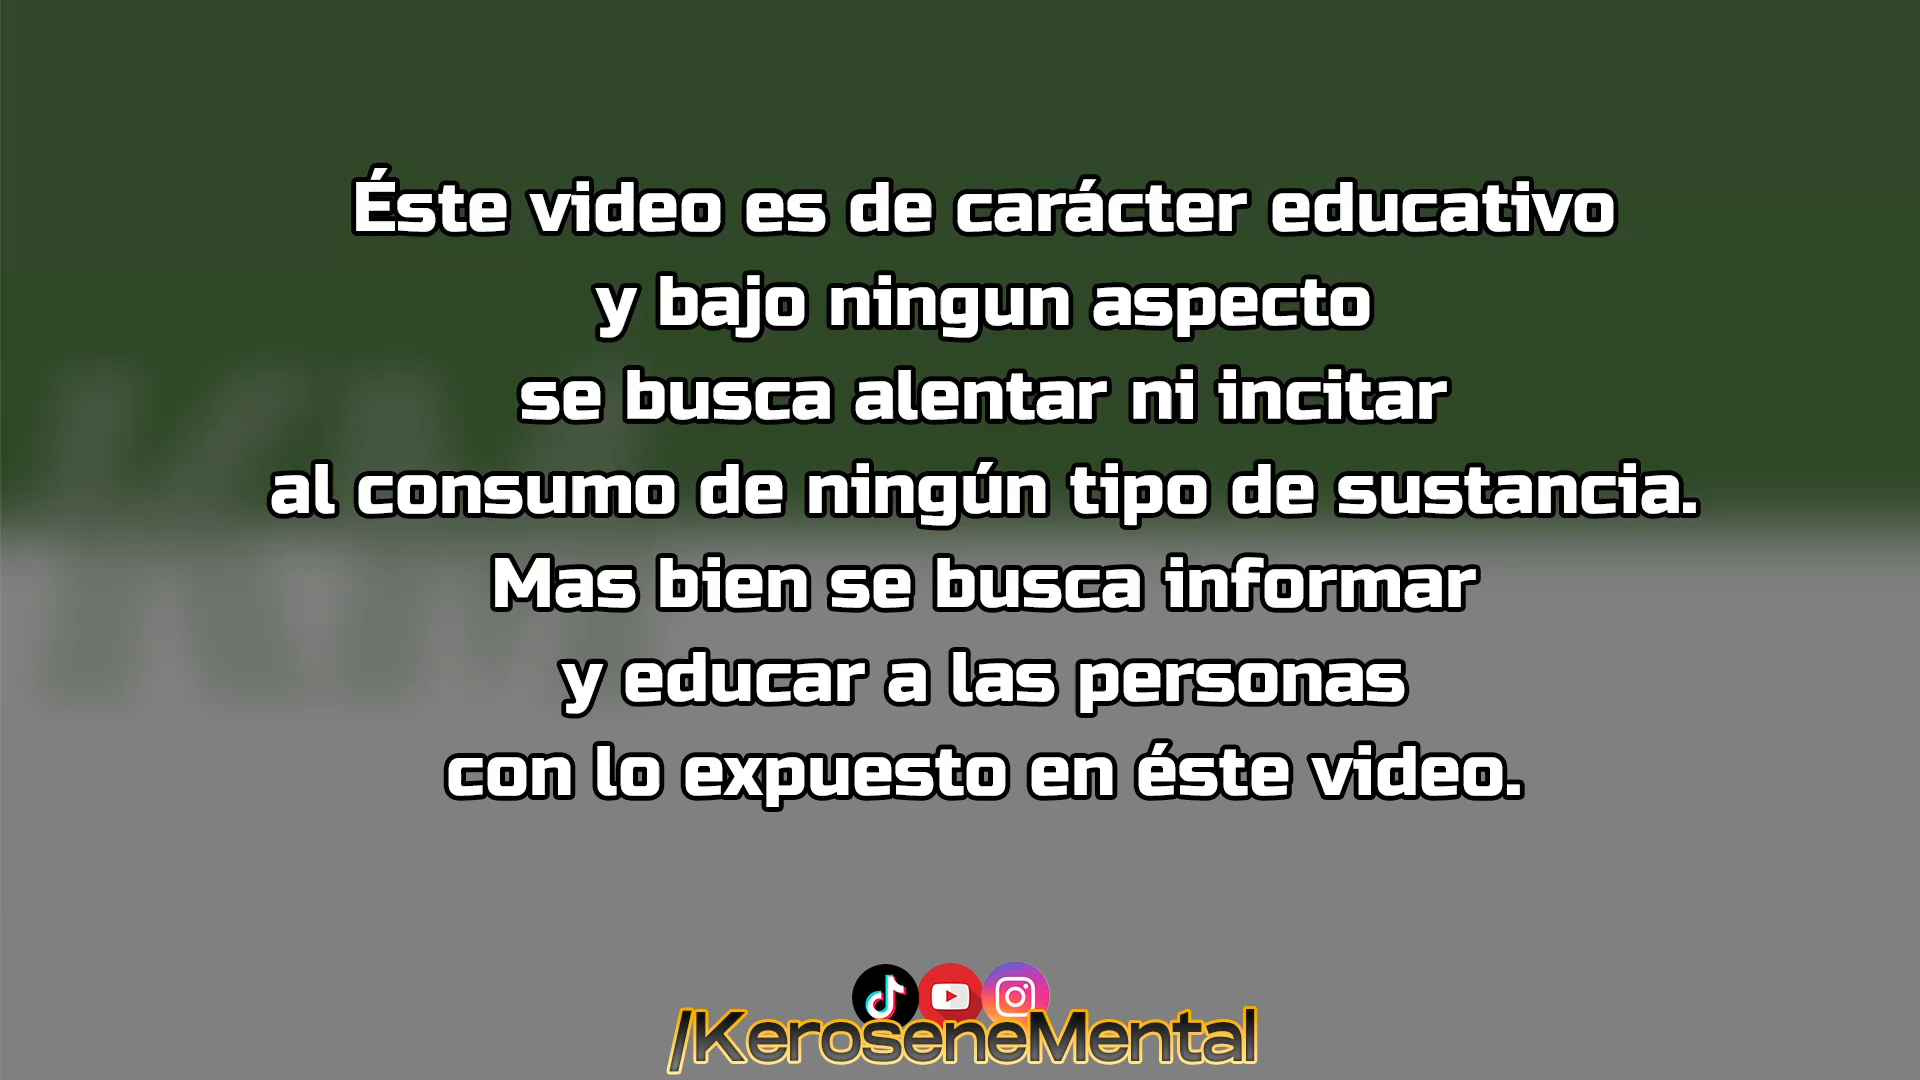 Éste video es de carácter educativo
y bajo ningun aspecto
se busca alentar ni incitar
al consumo de ningún tipo de sustancia.
Mas bien se busca informar
y educar a las personas
con lo expuesto en éste video.
KM
/KeroseneMental